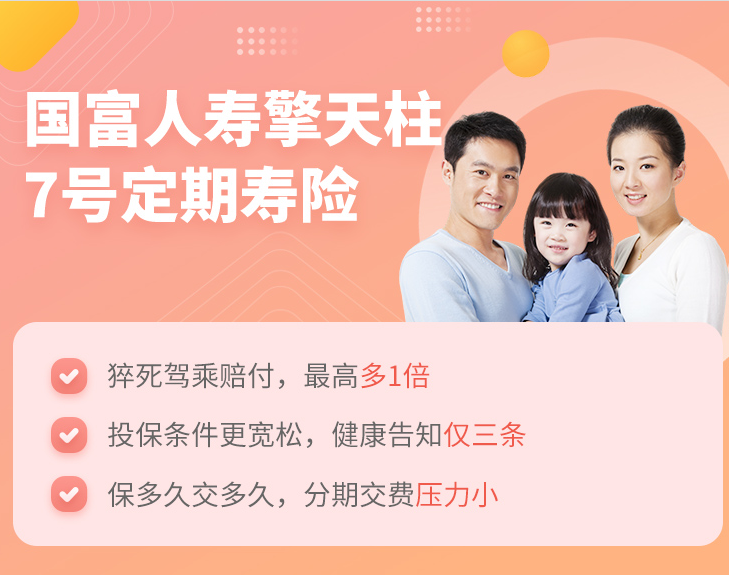 国富人寿擎天柱
7号定期寿险
猝死驾乘赔付，最高多1倍
投保条件更宽松，健康告知仅三条
保多久交多久，分期交费压力小